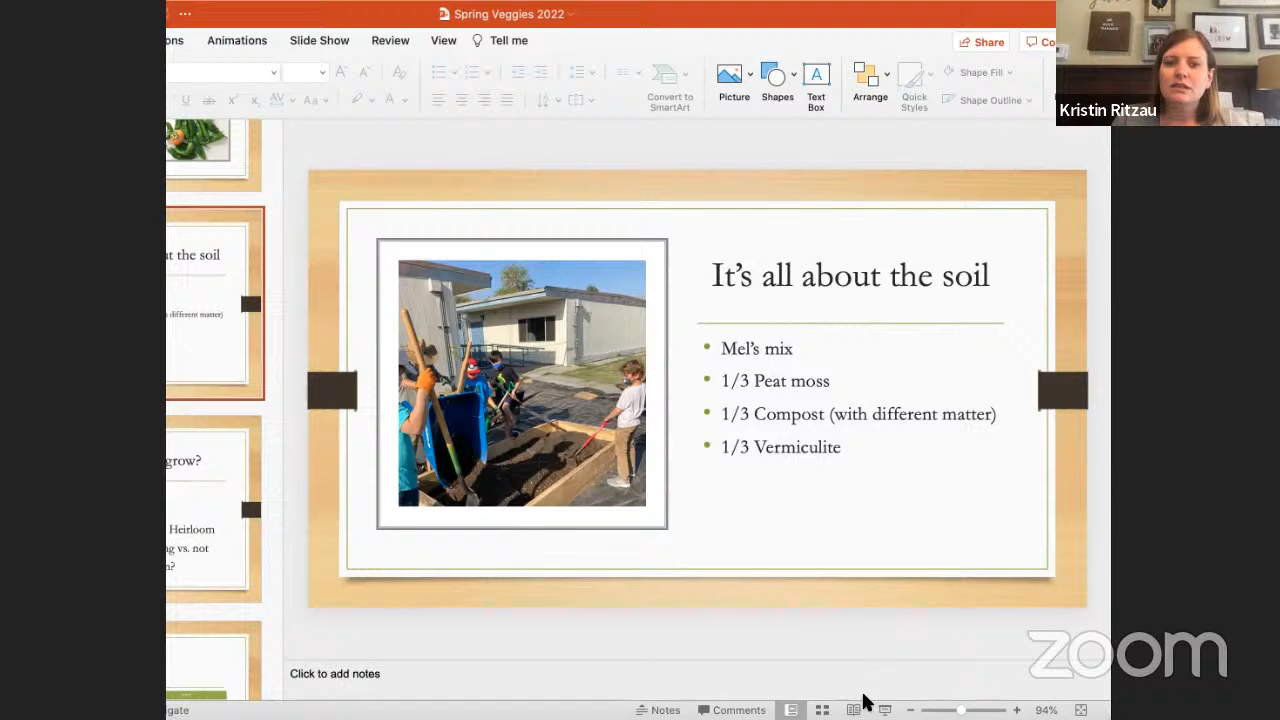 Spring Veggies 2022
Animations
Slide Show
Review
View
Tell me
Share
Convert to
SmartArt
Picture
Shapes
Text
Box
Arrange
Quick
Styles
Shape Fill
Shape Outline
Kristin Ritzau
It's all about the soil
Mel's mix
1/3 Peat moss
1/3 Compost (with different matter)
1/3 Vermiculite
the soil
different matter)
grow?
Heirloom
vs. not
Click to add notes
Notes
Comments
94%
zoom